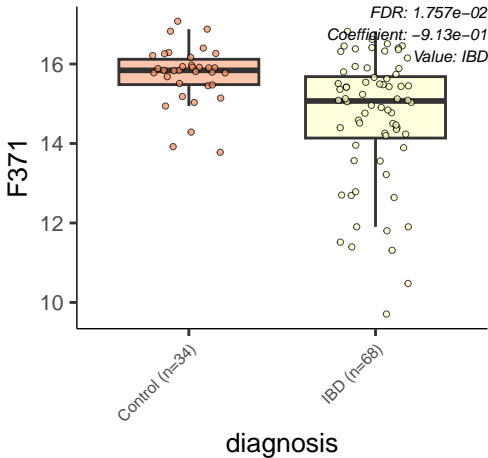 FDR: 1.757e−02
Coefficient: −9.13e−01
Value: IBD
16
14
12
10
F371
Control (n=34)
IBD (n=68)
diagnosis